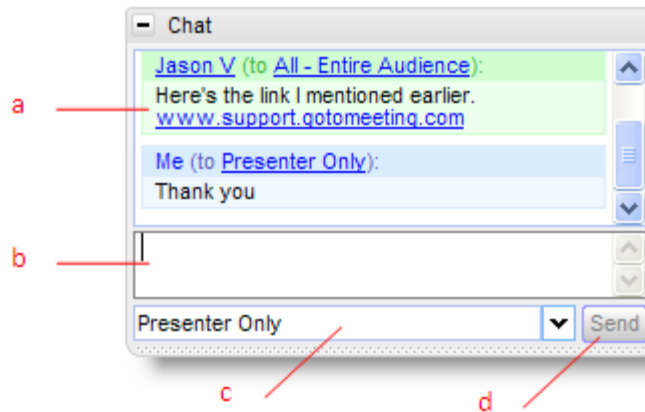 Chat
Jason V (to All - Entire Audience):
a
Here's the link I mentioned earlier.
www.support.gotomeeting.com
Me (to Presenter Only):
Thank you
b
Presenter Only
Send
c
d